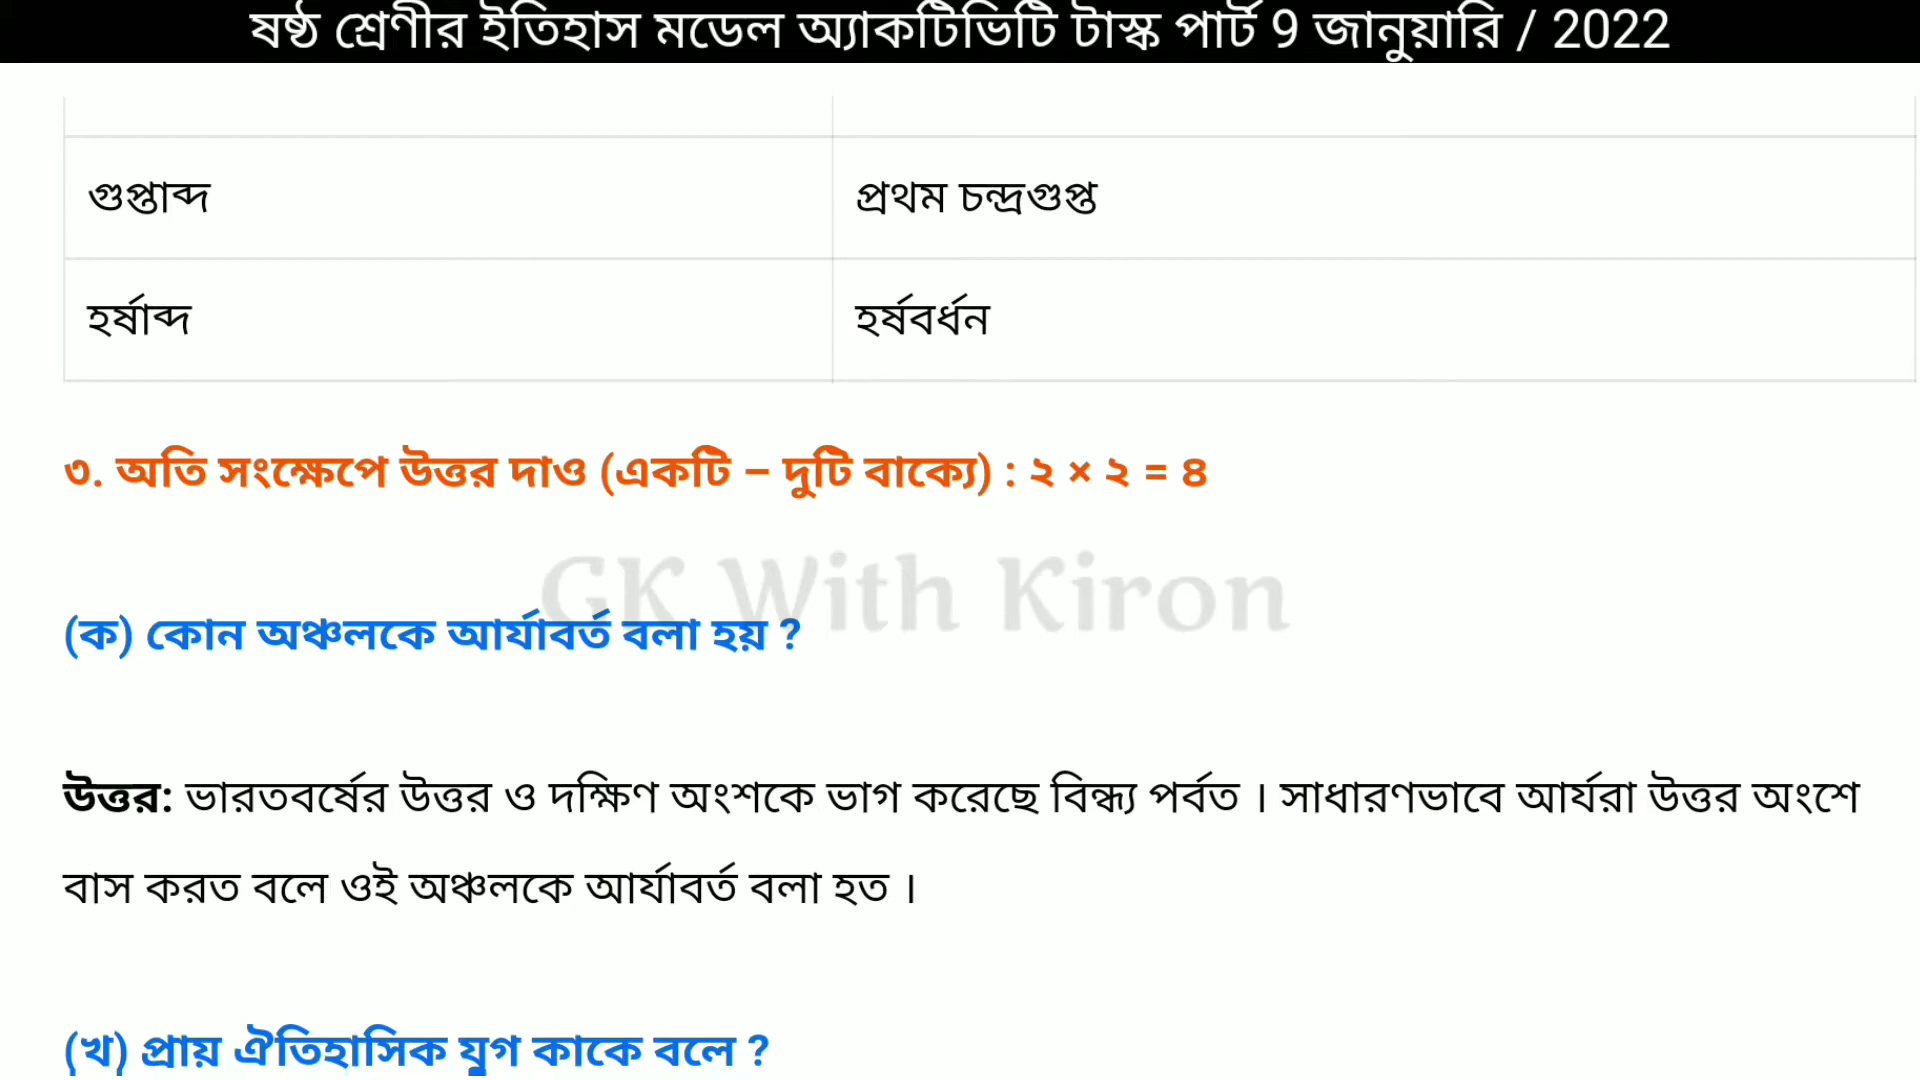 ষষ্ঠ শ্রেণীর ইতিহাস মডেল অ্যাকটিভিটি টাস্ক পার্ট 9 জানুয়ারি / 2022
গুপ্তাব্দ প্রথম চন্দ্রগুপ্ত
হর্ষাব্দ হর্ষবর্ধন
৩. অতি সংক্ষেপে উত্তর দাও (একটি – দুটি বাক্যে) : ২ × ২ = ৪
GK With Kiron
(ক) কোন অঞ্চলকে আর্যাবর্ত বলা হয় ?
উত্তর: ভারতবর্ষের উত্তর ও দক্ষিণ অংশকে ভাগ করেছে বিন্ধ্য পর্বত । সাধারণভাবে আর্যরা উত্তর অংশে
বাস করত বলে ওই অঞ্চলকে আর্যাবর্ত বলা হত ।
(খ) প্রায় ঐতিহাসিক যুগ কাকে বলে ?